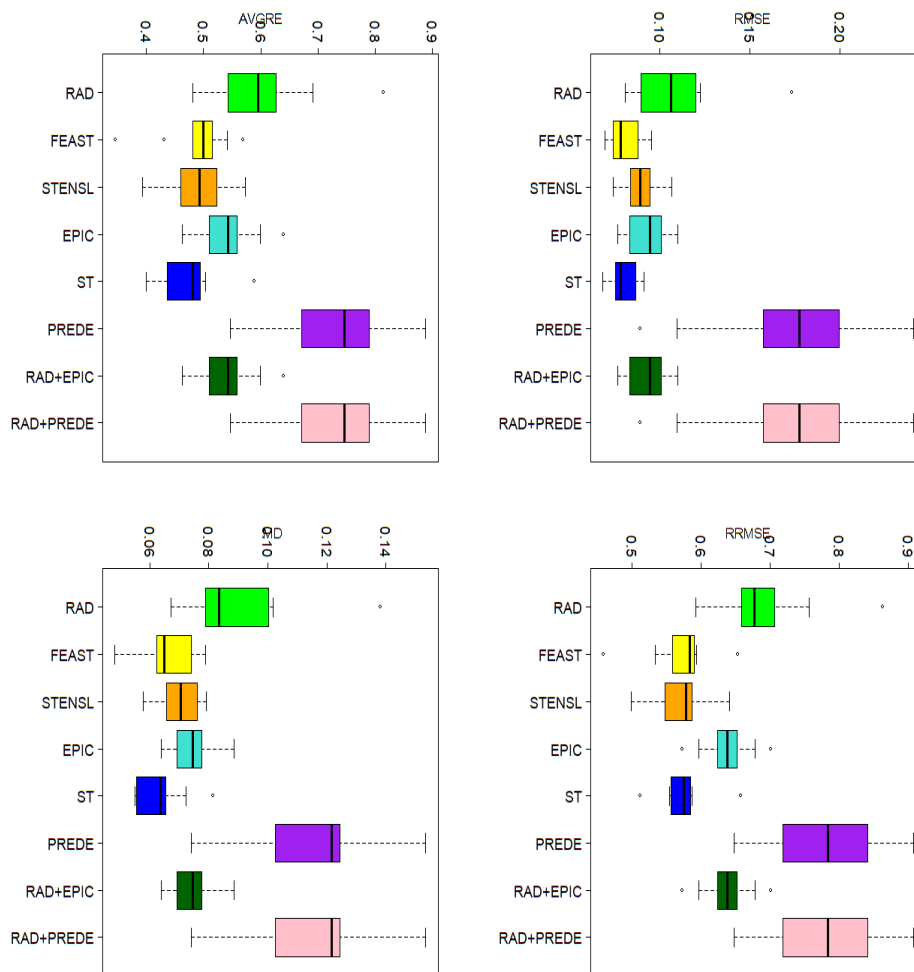 AVGRE
0.4 0.5 0.6 0.7 0.8 0.9
RAD
FEAST
STENSL
EPIC
ST
PREDE
RAD+EPIC
RAD+PREDE
RMSE
0.10 0.15 0.20
RAD
FEAST
STENSL
EPIC
ST
PREDE
RAD+EPIC
RAD+PREDE
MD
0.06 0.08 0.10 0.12 0.14
RAD
FEAST
STENSL
EPIC
ST
PREDE
RAD+EPIC
RAD+PREDE
RRMSE
0.5 0.6 0.7 0.8 0.9
RAD
FEAST
STENSL
EPIC
ST
PREDE
RAD+EPIC
RAD+PREDE